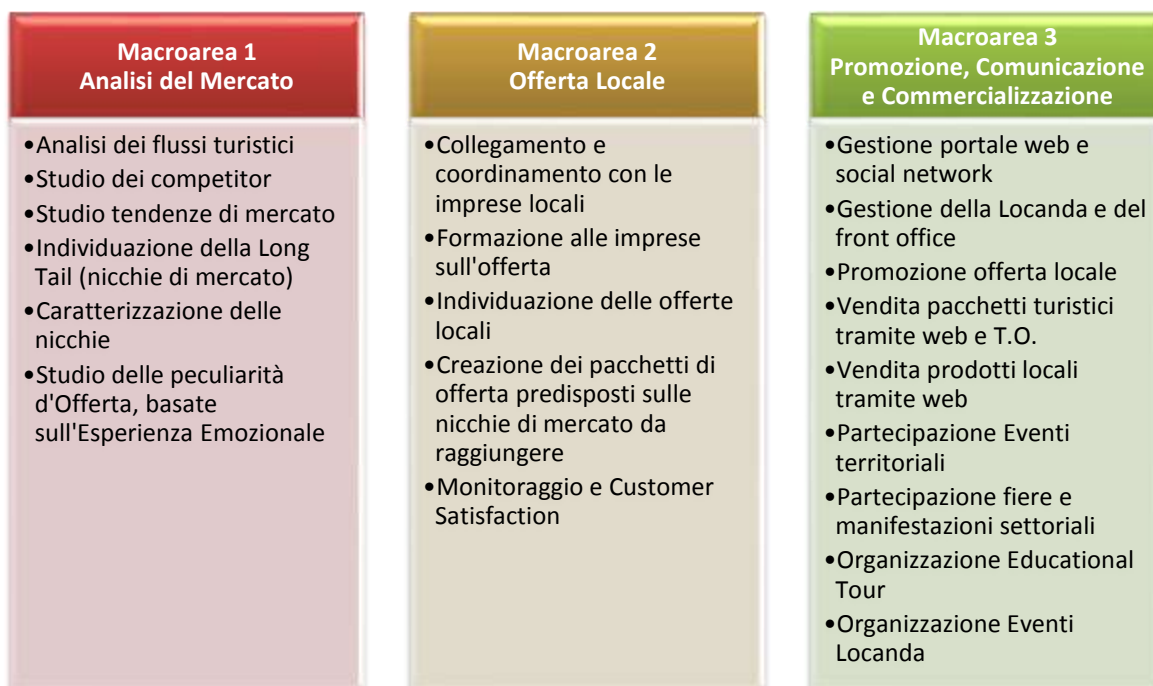 Macroarea 1
Analisi del Mercato
•Analisi dei flussi turistici
•Studio dei competitor
•Studio tendenze di mercato
•Individuazione della Long
Tail (nicchie di mercato)
•Caratterizzazione delle
nicchie
•Studio delle peculiarità
d'Offerta, basate
sull'Esperienza Emozionale
Macroarea 2
Offerta Locale
•Collegamento e
coordinamento con le
imprese locali
•Formazione alle imprese
sull'offerta
•Individuazione delle offerte
locali
•Creazione dei pacchetti di
offerta predisposti sulle
nicchie di mercato da
raggiungere
•Monitoraggio e Customer
Satisfaction
Macroarea 3
Promozione, Comunicazione
e Commercializzazione
•Gestione portale web e
social network
•Gestione della Locanda e del
front office
•Promozione offerta locale
•Vendita pacchetti turistici
tramite web e T.O.
•Vendita prodotti locali
tramite web
•Partecipazione Eventi
territoriali
•Partecipazione fiere e
manifestazioni settoriali
•Organizzazione Educational
Tour
•Organizzazione Eventi
Locanda